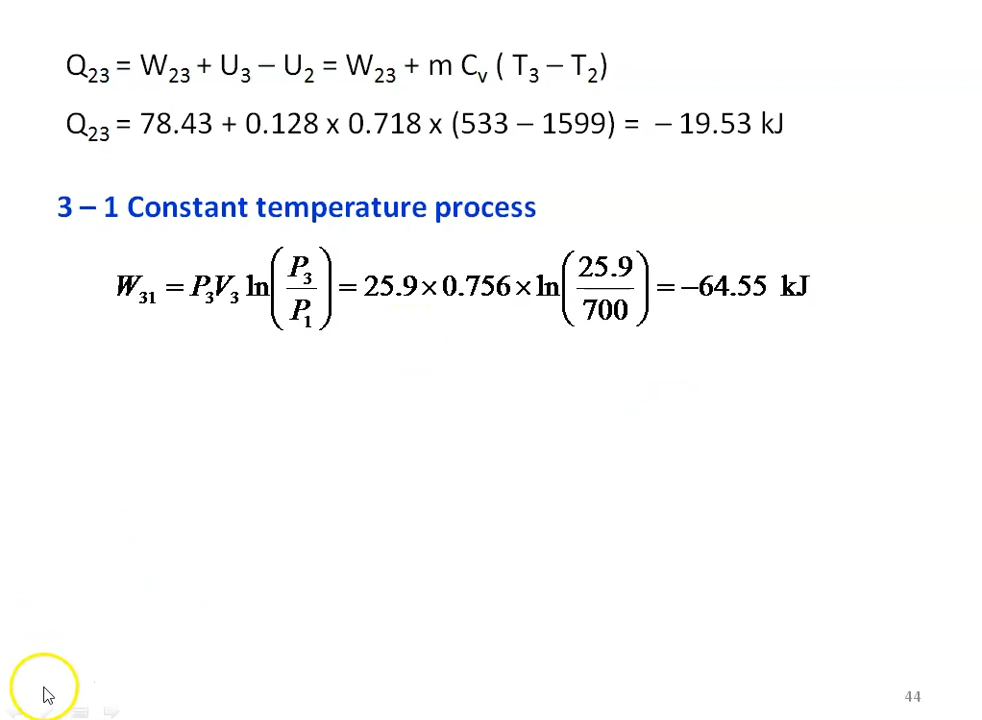 Q₂₃ = W₂₃ + U₃ – U₂ = W₂₃ + m Cᵥ ( T₃ – T₂)
Q₂₃ = 78.43 + 0.128 x 0.718 x (533 – 1599) = – 19.53 kJ
3 – 1 Constant temperature process
W₃₁ = P₃V₃ ln(P₃/P₁) = 25.9 × 0.756 × ln(25.9/700) = −64.55 kJ
44